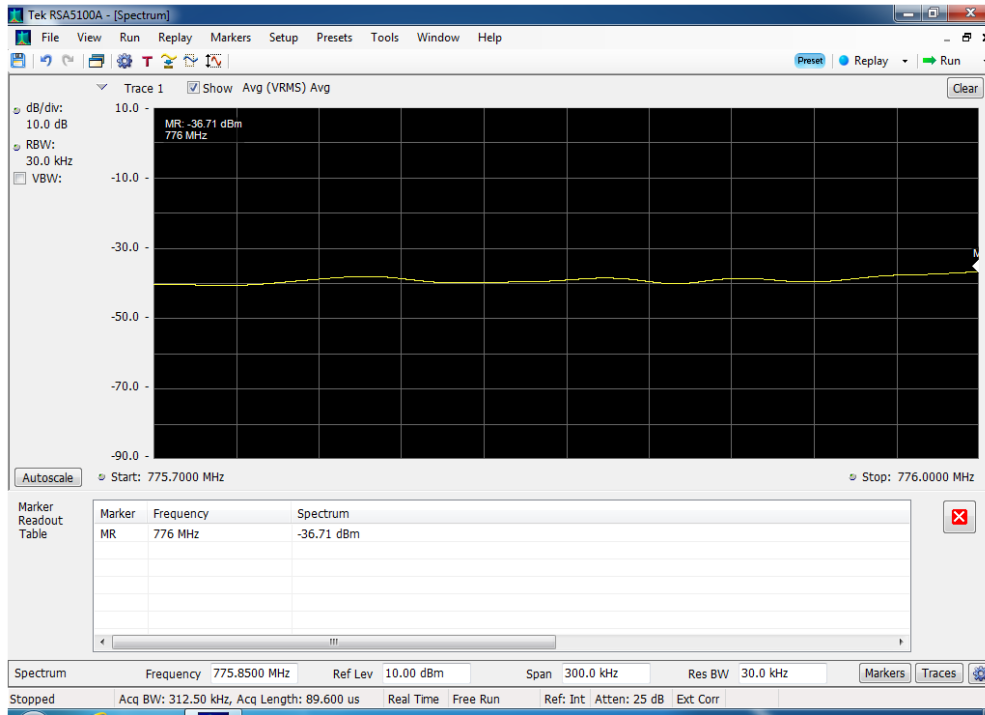 Tek RSA5100A - [Spectrum]
File View Run Replay Markers Setup Presets Tools Window Help
T Preset Replay Run
Trace 1 Show Avg (VRMS) Avg Clear
dB/div:
10.0 dB
RBW:
30.0 kHz
VBW:
10.0
-10.0
-30.0
-50.0
-70.0
-90.0
MR: -36.71 dBm
776 MHz
M
Autoscale Start: 775.7000 MHz Stop: 776.0000 MHz
Marker
Readout
Table
Marker Frequency Spectrum
MR 776 MHz -36.71 dBm
Spectrum Frequency 775.8500 MHz Ref Lev 10.00 dBm Span 300.0 kHz Res BW 30.0 kHz Markers Traces
Stopped Acq BW: 312.50 kHz, Acq Length: 89.600 us Real Time Free Run Ref: Int Atten: 25 dB Ext Corr